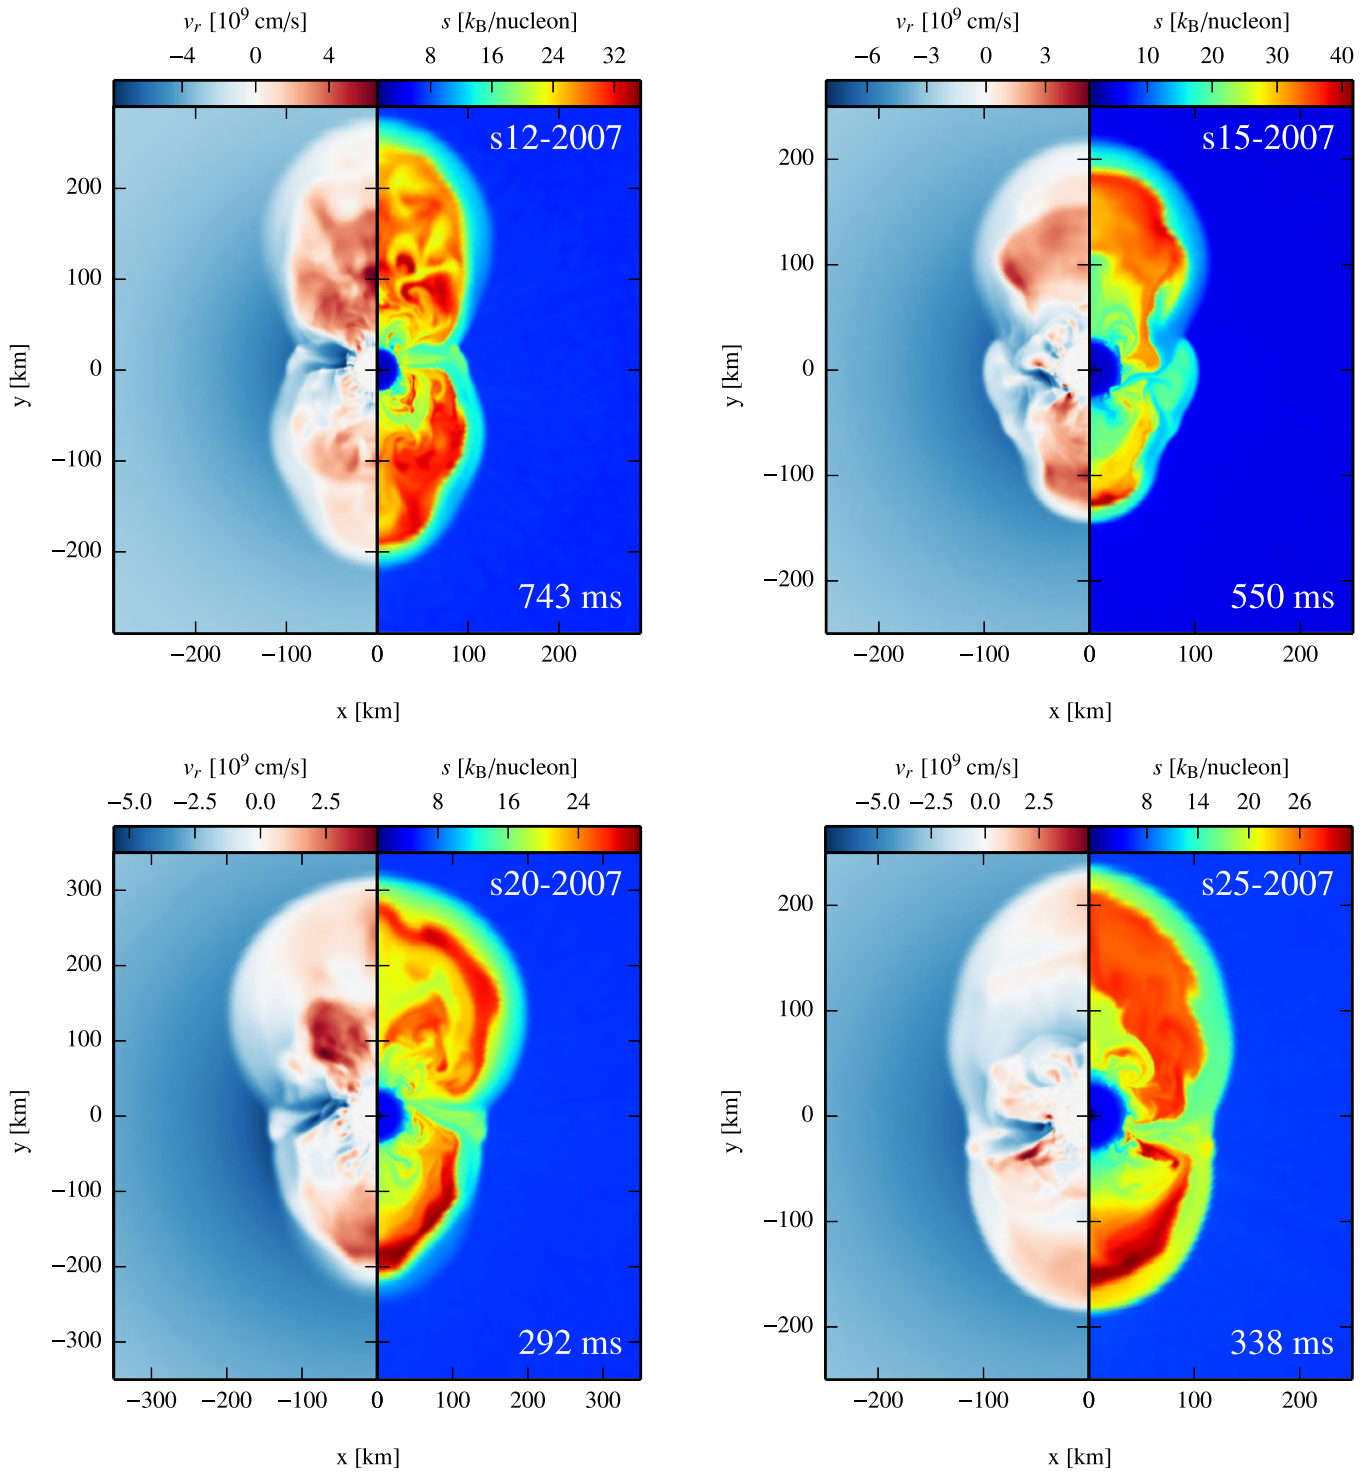 v_r [10^9 cm/s] s [k_B/nucleon]
−4 0 4 8 16 24 32
s12-2007
200
100
0
−100
−200
y [km]
743 ms
−200 −100 0 100 200
x [km]
v_r [10^9 cm/s] s [k_B/nucleon]
−6 −3 0 3 10 20 30 40
s15-2007
200
100
0
−100
−200
y [km]
550 ms
−200 −100 0 100 200
x [km]
v_r [10^9 cm/s] s [k_B/nucleon]
−5.0 −2.5 0.0 2.5 8 16 24
s20-2007
300
200
100
0
−100
−200
−300
y [km]
292 ms
−300 −200 −100 0 100 200 300
x [km]
v_r [10^9 cm/s] s [k_B/nucleon]
−5.0 −2.5 0.0 2.5 8 14 20 26
s25-2007
200
100
0
−100
−200
y [km]
338 ms
−200 −100 0 100 200
x [km]